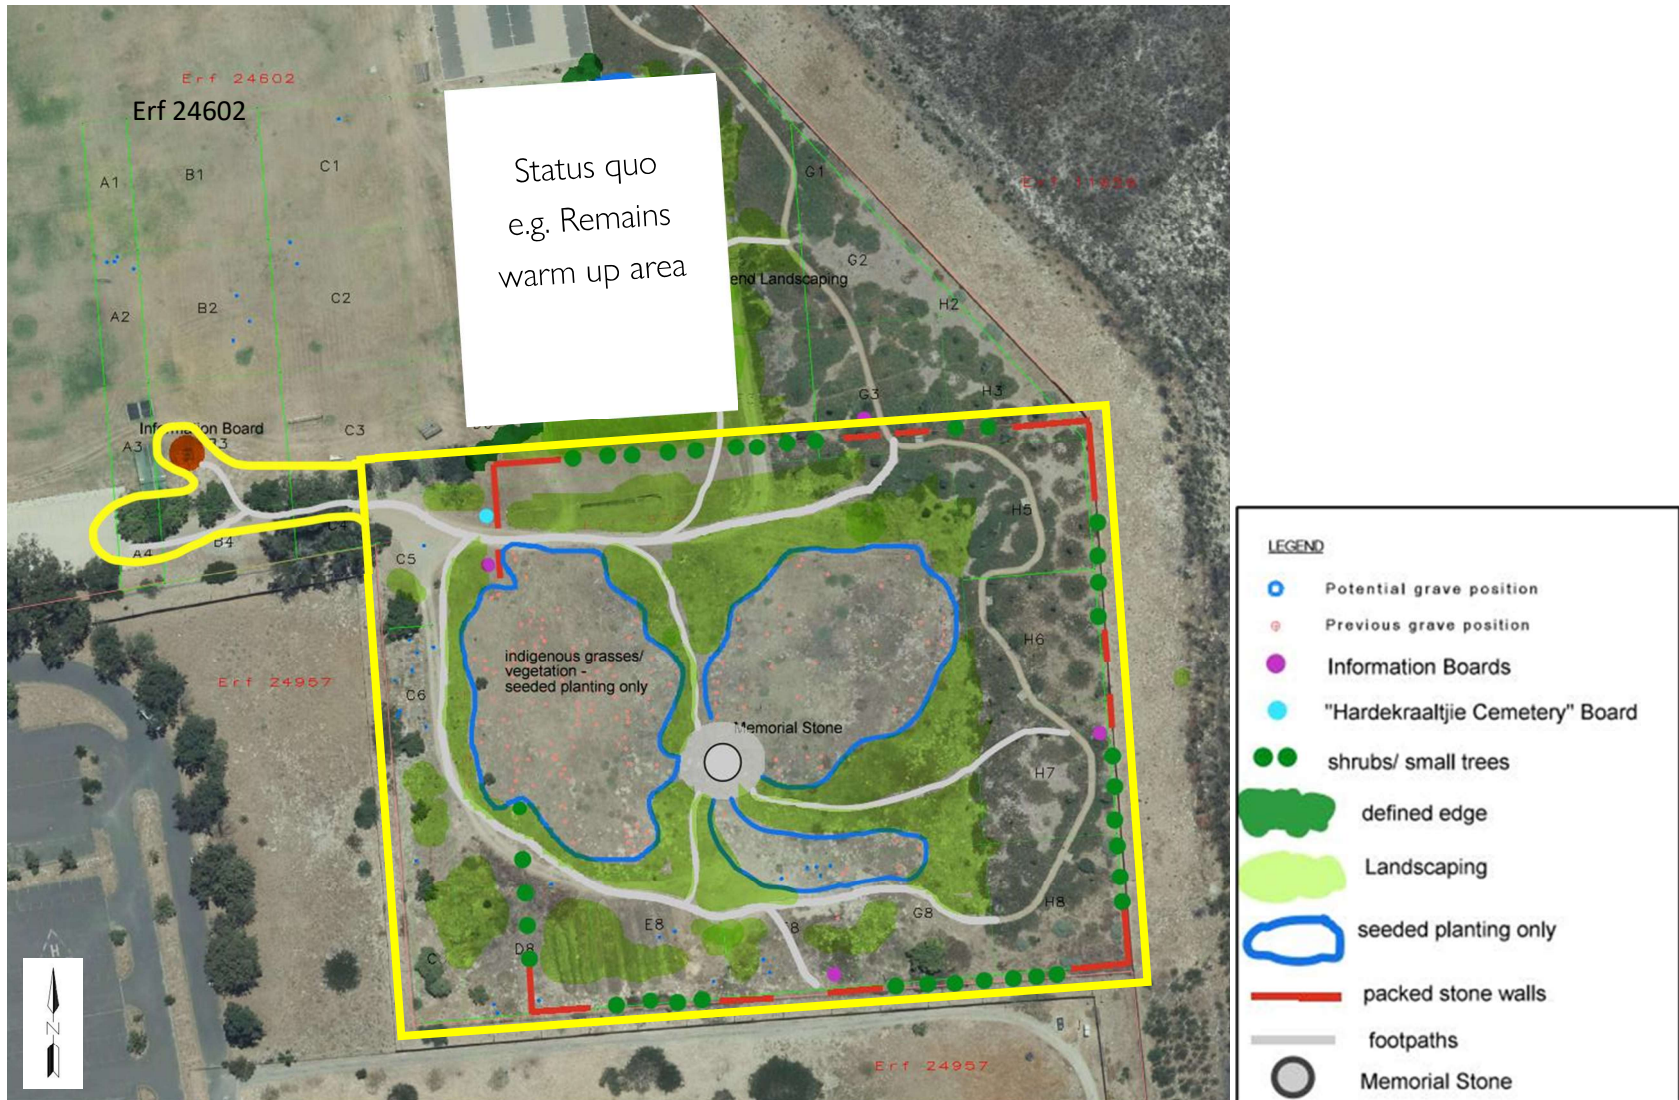 Erf 24602
Erf 24602
A1
B1
C1
Status quo
e.g. Remains
warm up area
G1
G2
end Landscaping
A2
B2
C2
H2
G3
H3
Information Board
A3
C3
C5
A4
B4
H5
H6
indigenous grasses/
vegetation -
seeded planting only
Erf 24957
C6
Memorial Stone
H7
H8
G8
E8
D8
N
Erf 24957
LEGEND
Potential grave position
Previous grave position
Information Boards
"Hardekraaltjie Cemetery" Board
shrubs/ small trees
defined edge
Landscaping
seeded planting only
packed stone walls
footpaths
Memorial Stone